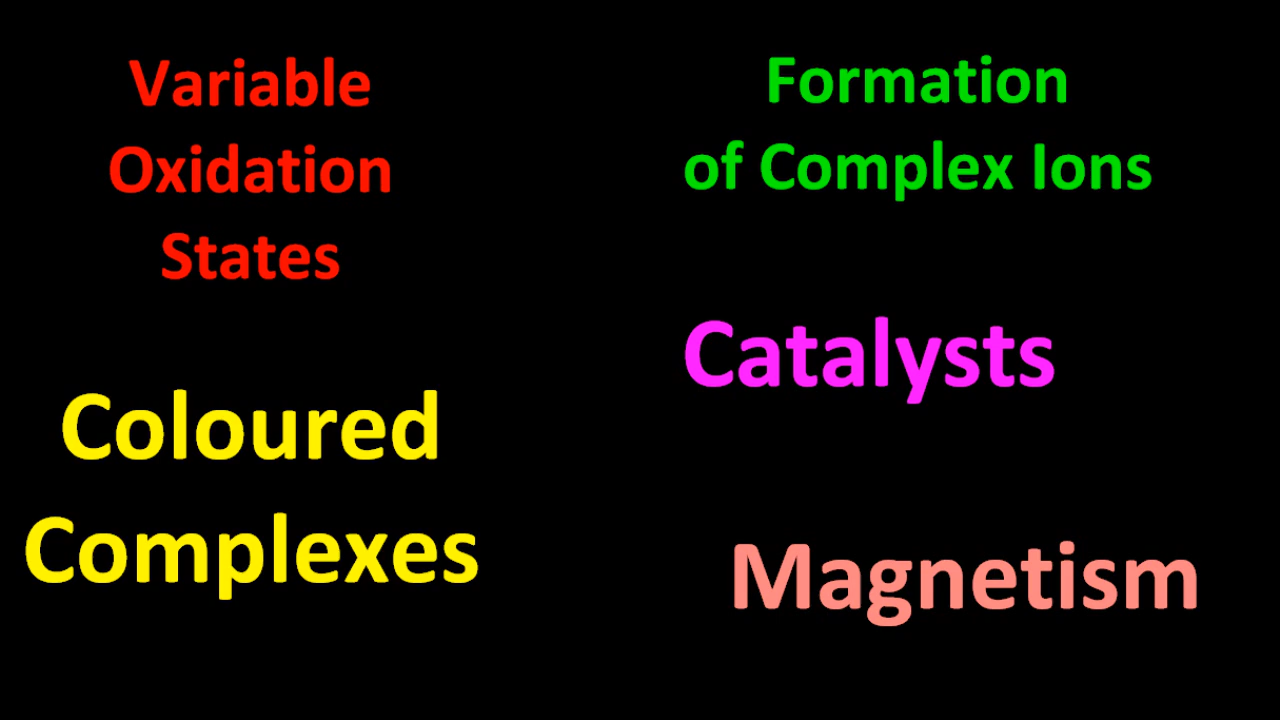 Variable
Oxidation
States
Coloured
Complexes
Formation
of Complex Ions
Catalysts
Magnetism